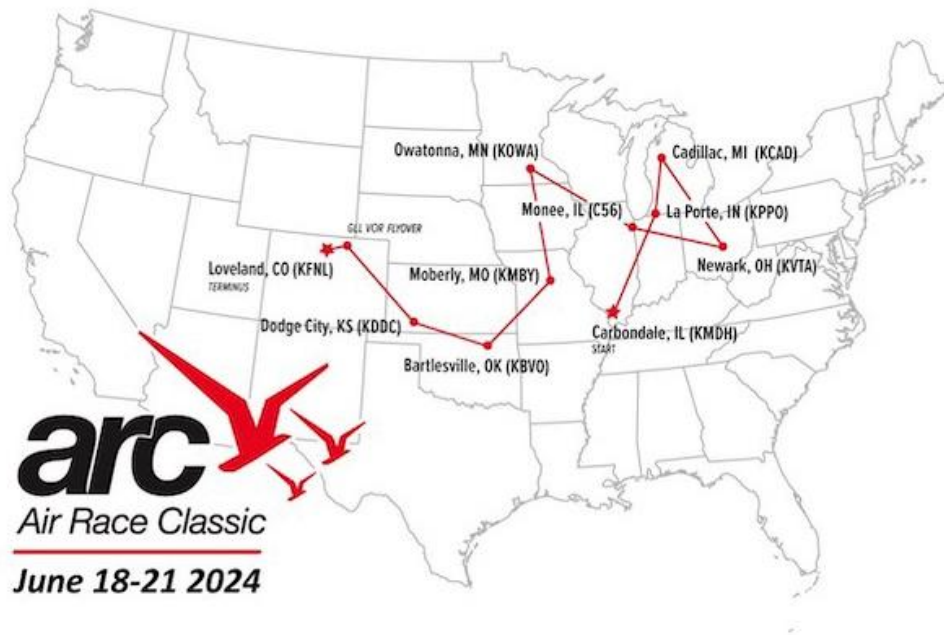 Owatonna, MN (KOWA)
Cadillac, MI (KCAD)
Monee, IL (C56)
La Porte, IN (KPPO)
GLL VOR FLYOVER
Newark, OH (KVTA)
Loveland, CO (KFNL)
TERMINUS
Moberly, MO (KMBY)
Dodge City, KS (KDDC)
Carbondale, IL (KMDH)
START
Bartlesville, OK (KBVO)
arc
Air Race Classic
June 18-21 2024